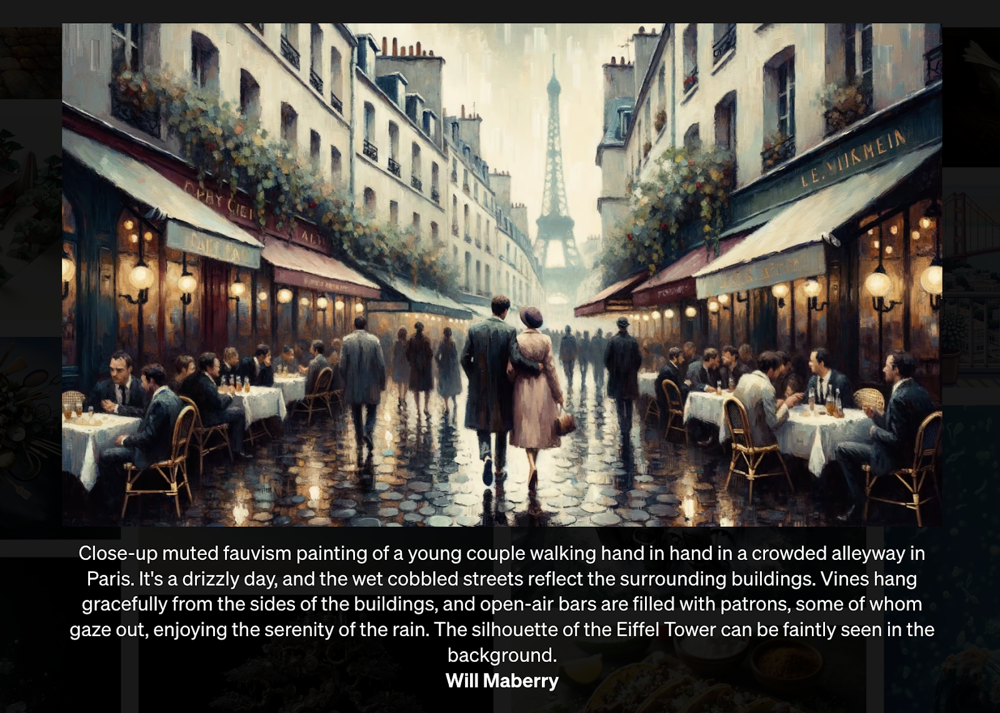 LE. VIIKMEIN
Close-up muted fauvism painting of a young couple walking hand in hand in a crowded alleyway in
Paris. It's a drizzly day, and the wet cobbled streets reflect the surrounding buildings. Vines hang
gracefully from the sides of the buildings, and open-air bars are filled with patrons, some of whom
gaze out, enjoying the serenity of the rain. The silhouette of the Eiffel Tower can be faintly seen in the
background.
Will Maberry